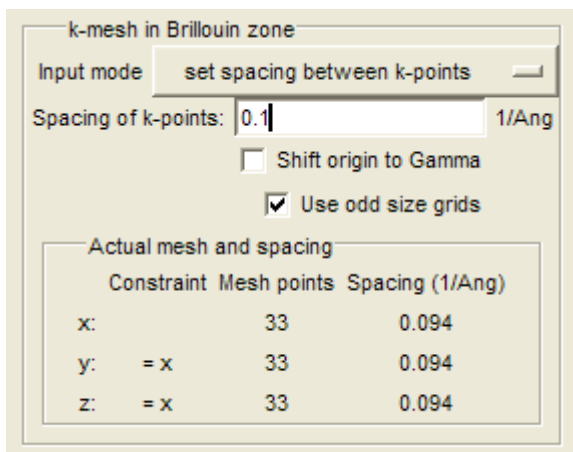 k-mesh in Brillouin zone
Input mode set spacing between k-points
Spacing of k-points: 0.1 1/Ang
Shift origin to Gamma
Use odd size grids
Actual mesh and spacing
Constraint Mesh points Spacing (1/Ang)
x: 33 0.094
y: = x 33 0.094
z: = x 33 0.094